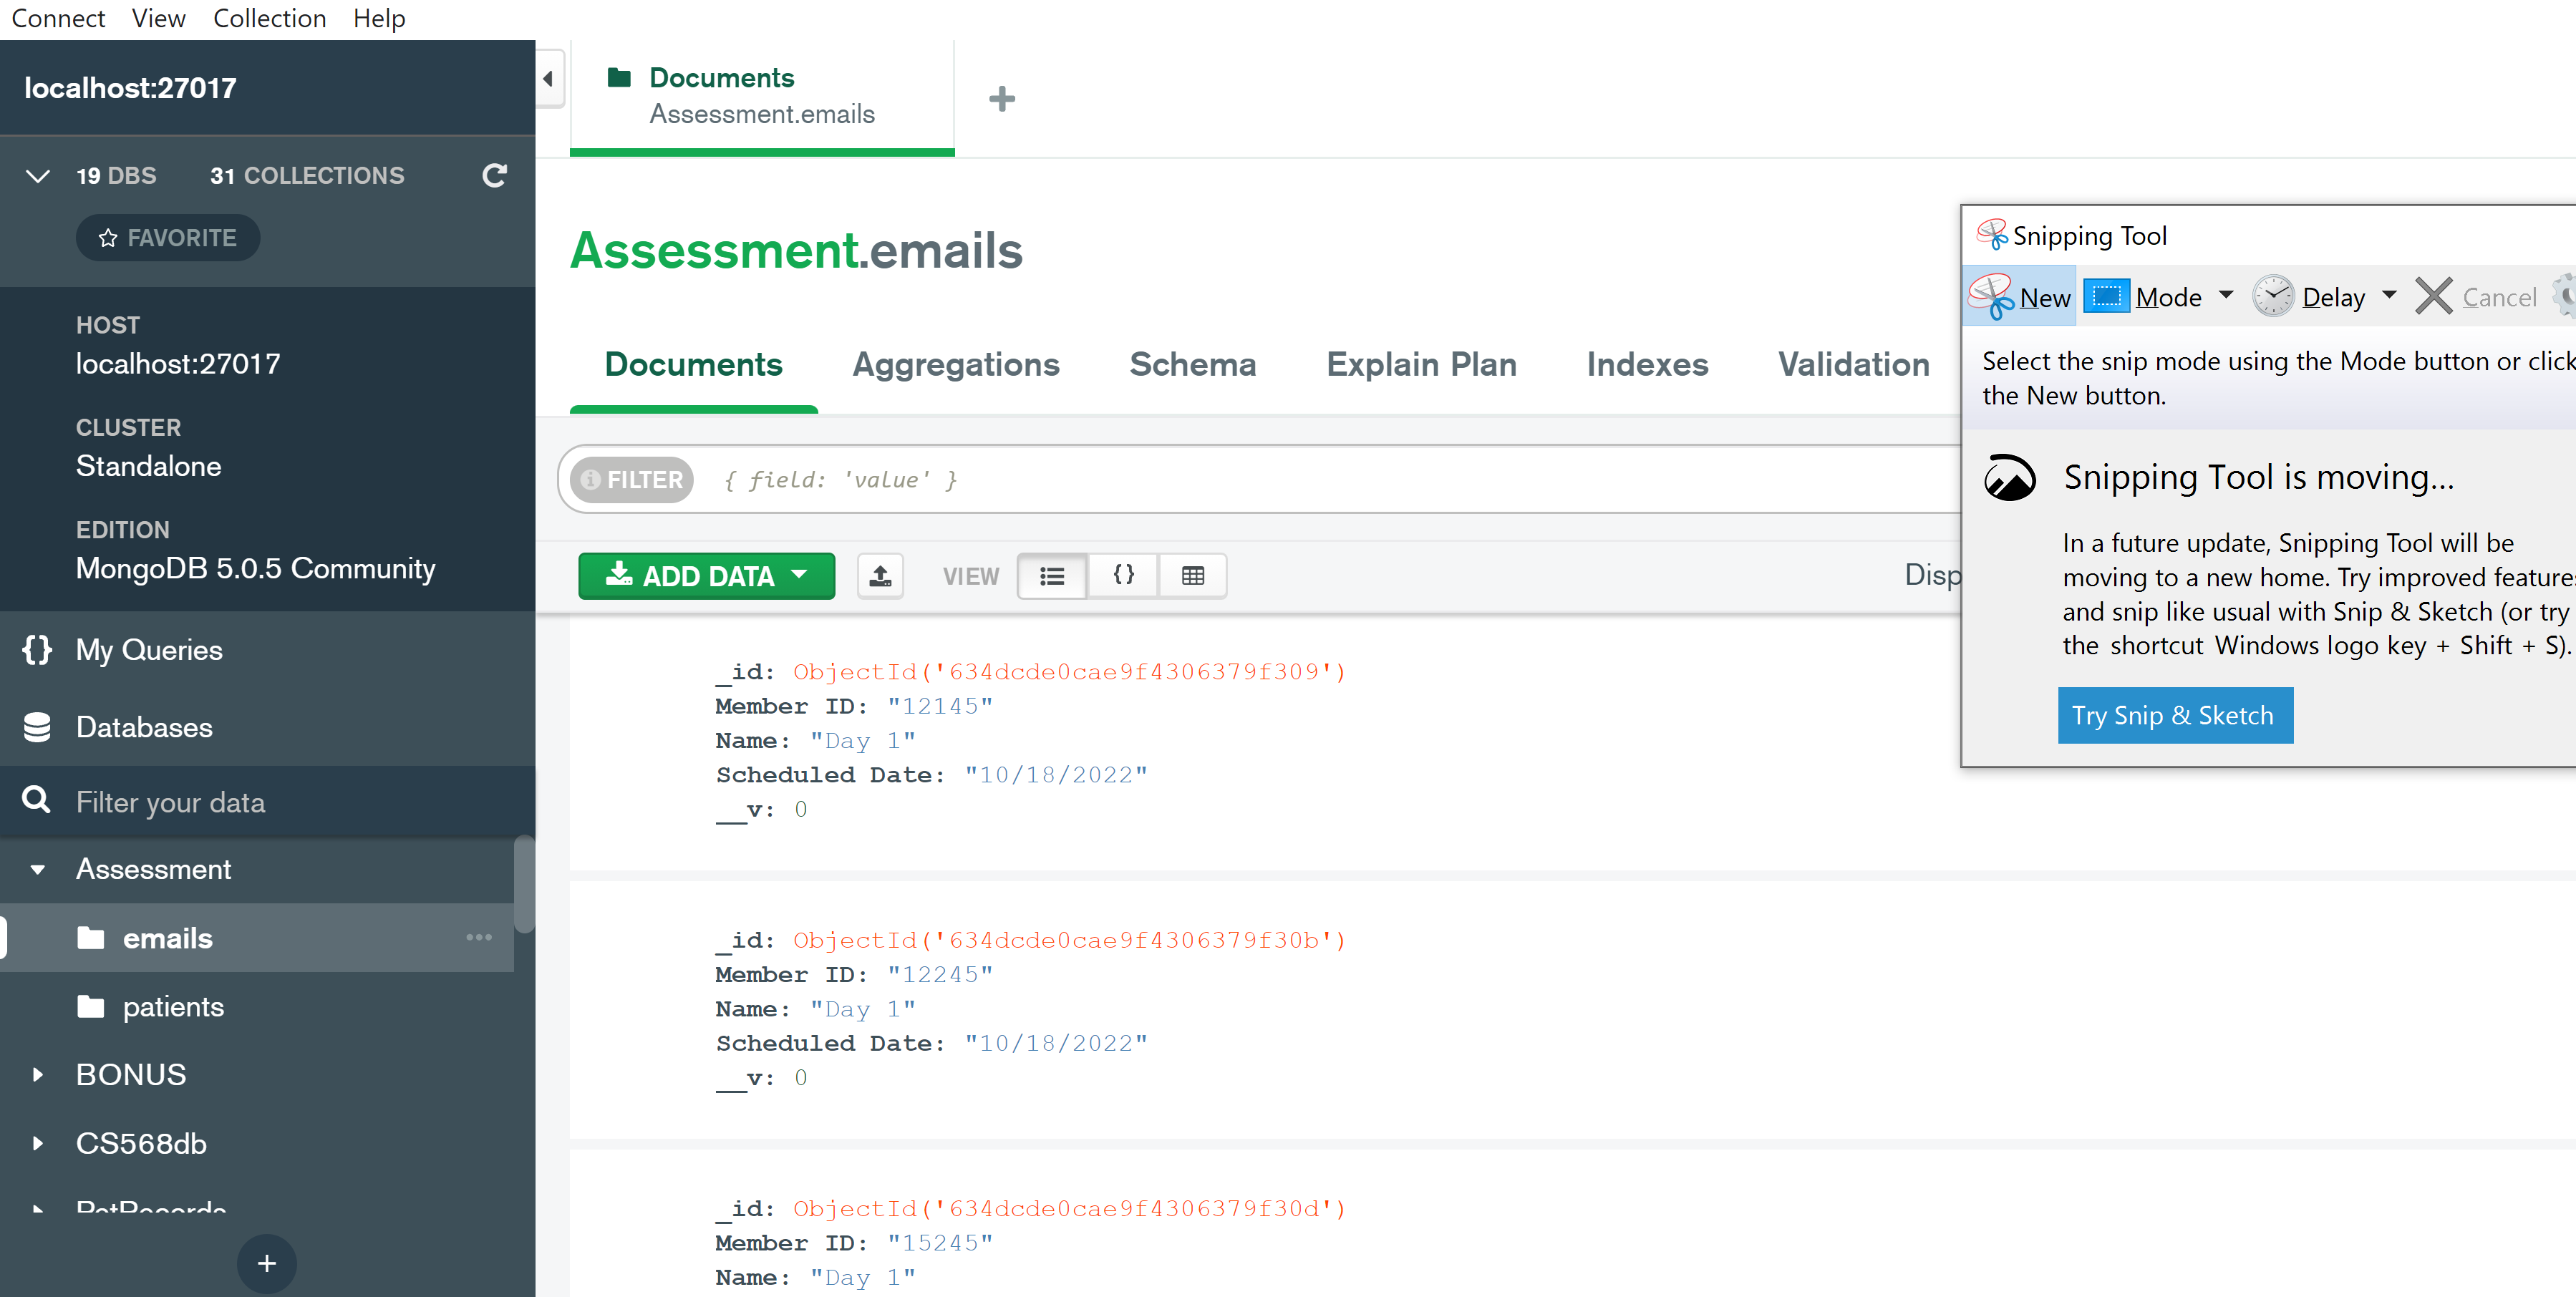 Connect View Collection Help
localhost:27017
19 DBS 31 COLLECTIONS
FAVORITE
HOST
localhost:27017
CLUSTER
Standalone
EDITION
MongoDB 5.0.5 Community
{} My Queries
Databases
Filter your data
Assessment
emails ...
patients
BONUS
CS568db
+
Documents
Assessment.emails
+
Assessment.emails
Documents Aggregations Schema Explain Plan Indexes Validation
FILTER { field: 'value' }
ADD DATA VIEW {}
_id: ObjectId('634dcde0cae9f4306379f309')
Member ID: "12145"
Name: "Day 1"
Scheduled Date: "10/18/2022"
__v: 0
_id: ObjectId('634dcde0cae9f4306379f30b')
Member ID: "12245"
Name: "Day 1"
Scheduled Date: "10/18/2022"
__v: 0
_id: ObjectId('634dcde0cae9f4306379f30d')
Member ID: "15245"
Name: "Day 1"
Snipping Tool
New Mode Delay Cancel
Select the snip mode using the Mode button or click
the New button.
Snipping Tool is moving...
In a future update, Snipping Tool will be
moving to a new home. Try improved features
and snip like usual with Snip & Sketch (or try
the shortcut Windows logo key + Shift + S).
Try Snip & Sketch